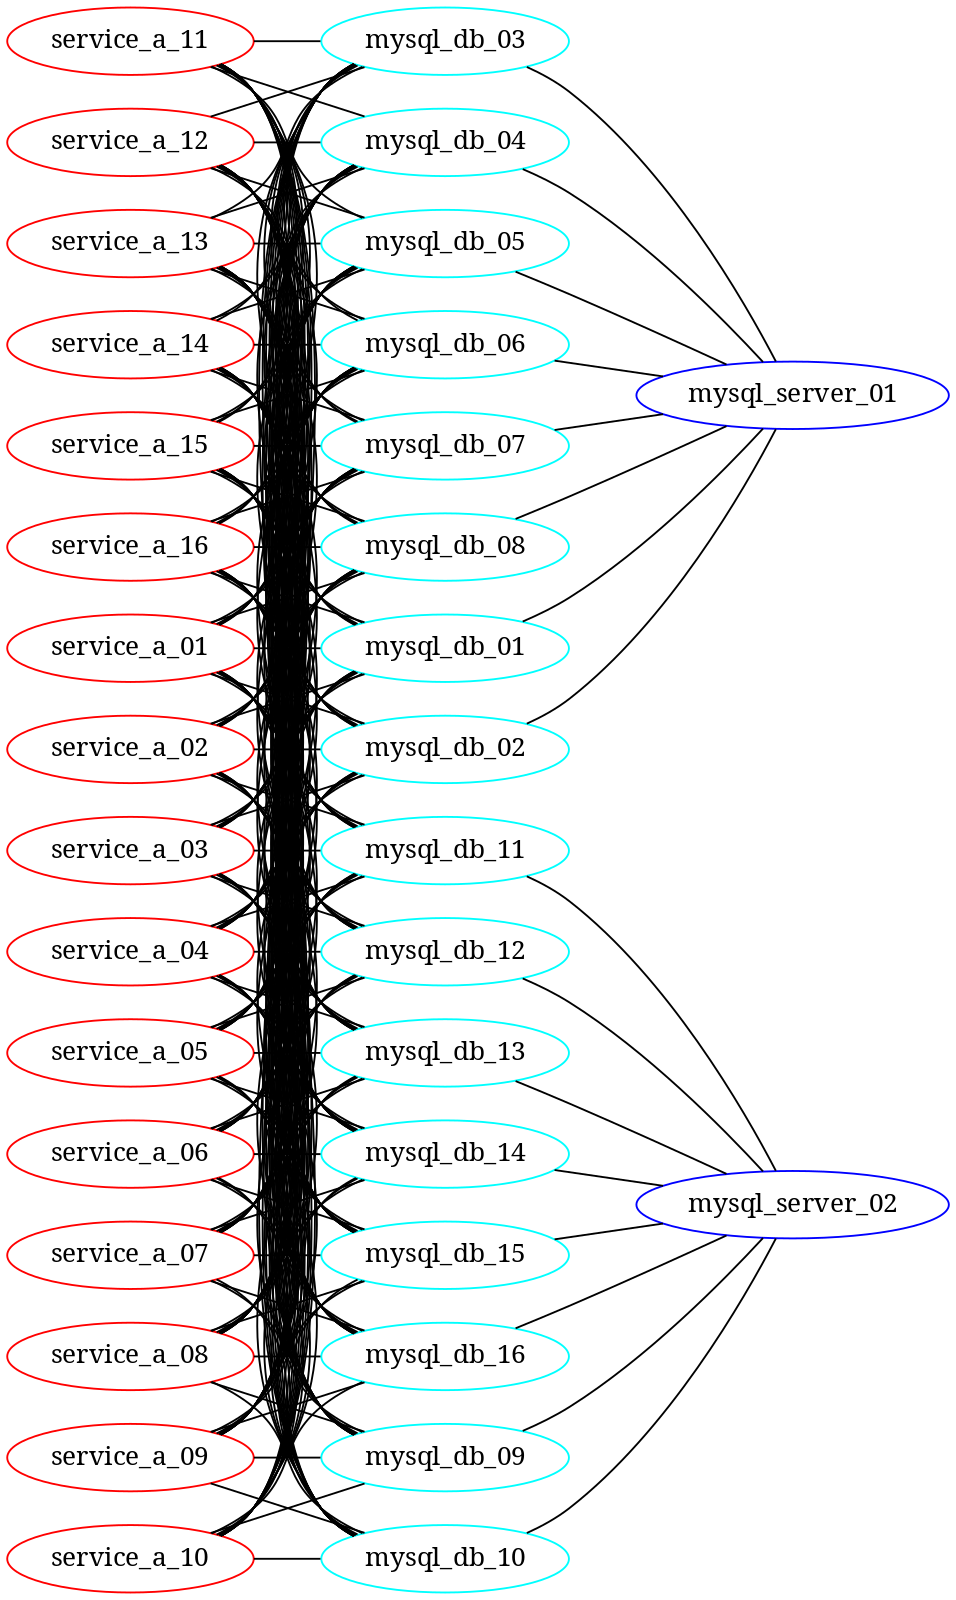 service_a_11
mysql_db_03
service_a_12
mysql_db_04
service_a_13
mysql_db_05
service_a_14
mysql_db_06
mysql_server_01
service_a_15
mysql_db_07
service_a_16
mysql_db_08
service_a_01
mysql_db_01
service_a_02
mysql_db_02
service_a_03
mysql_db_11
service_a_04
mysql_db_12
service_a_05
mysql_db_13
service_a_06
mysql_db_14
mysql_server_02
service_a_07
mysql_db_15
service_a_08
mysql_db_16
service_a_09
mysql_db_09
service_a_10
mysql_db_10